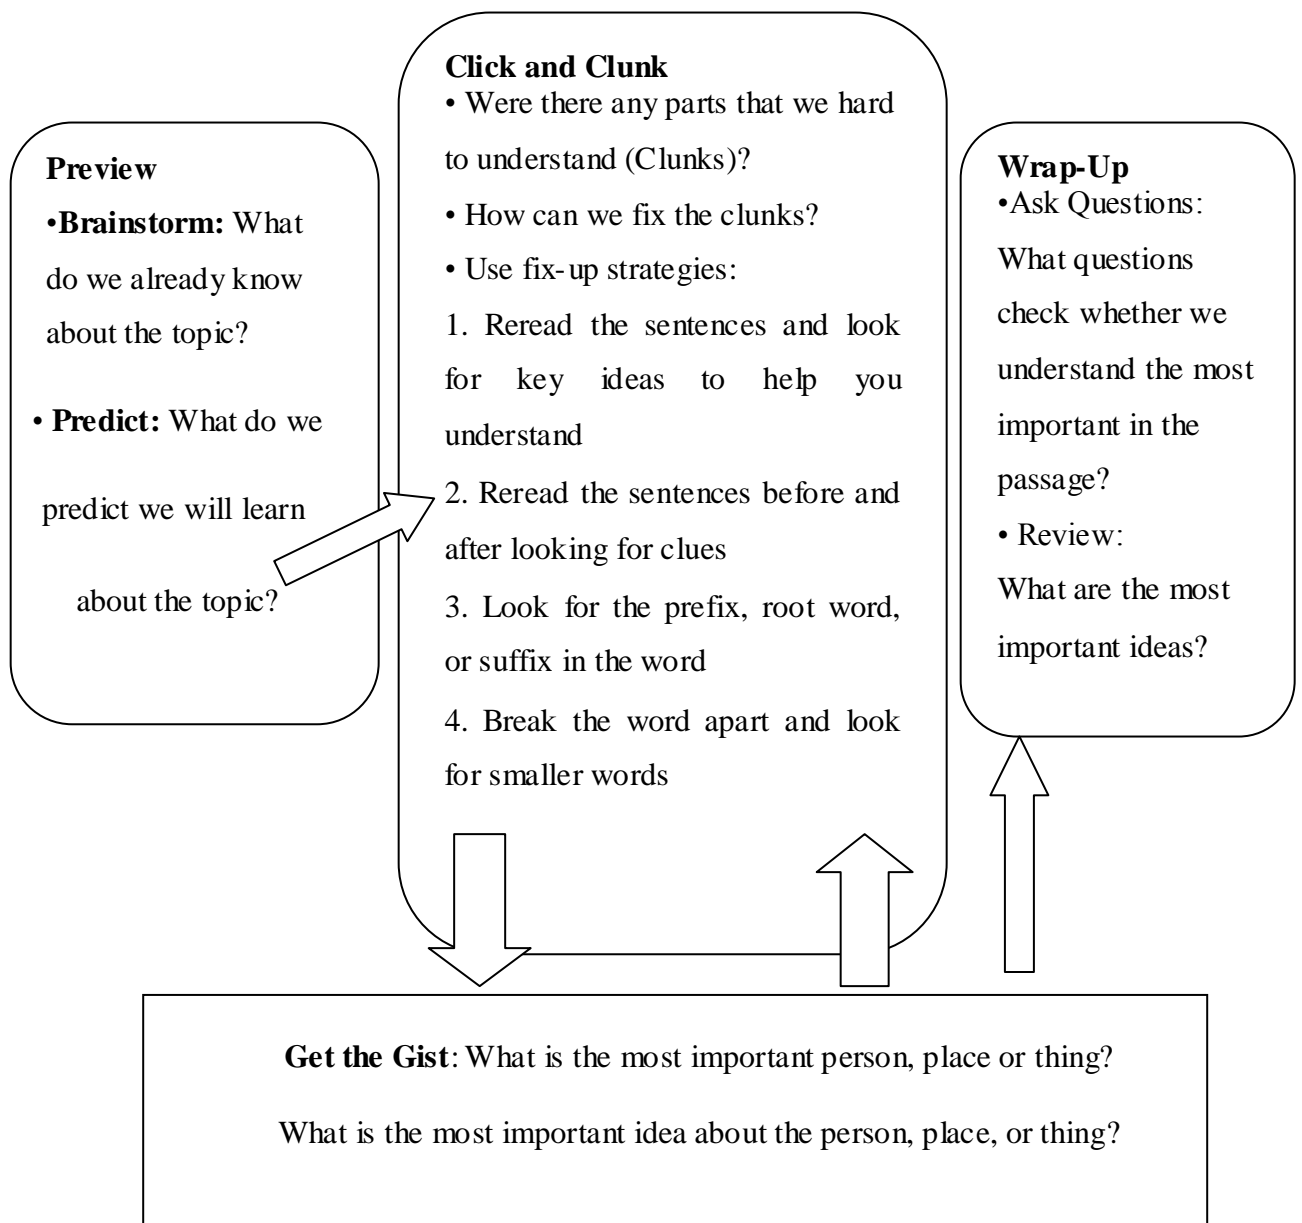 Preview
•Brainstorm: What
do we already know
about the topic?
• Predict: What do we
predict we will learn
about the topic?
Click and Clunk
• Were there any parts that we hard
to understand (Clunks)?
• How can we fix the clunks?
• Use fix-up strategies:
1. Reread the sentences and look
for key ideas to help you
understand
2. Reread the sentences before and
after looking for clues
3. Look for the prefix, root word,
or suffix in the word
4. Break the word apart and look
for smaller words
Wrap-Up
•Ask Questions:
What questions
check whether we
understand the most
important in the
passage?
• Review:
What are the most
important ideas?
Get the Gist: What is the most important person, place or thing?
What is the most important idea about the person, place, or thing?